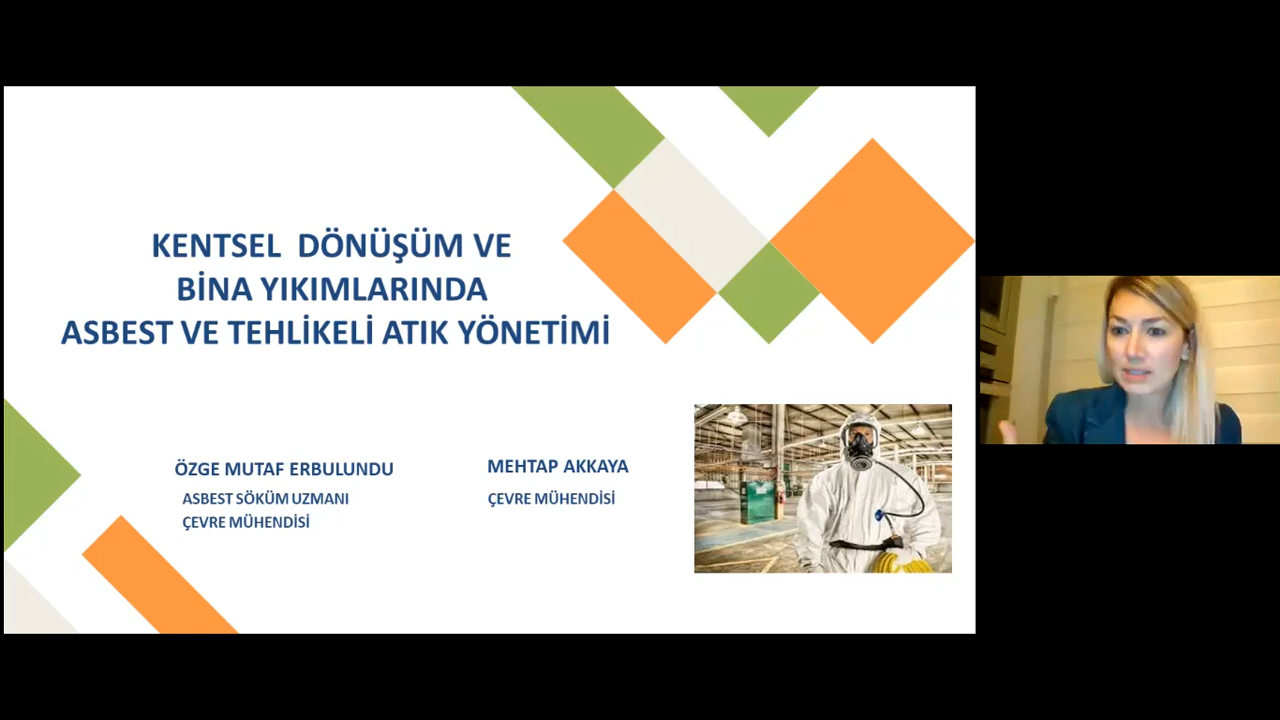 KENTSEL DÖNÜŞÜM VE
BİNA YIKIMLARINDA
ASBEST VE TEHLİKELİ ATIK YÖNETİMİ
ÖZGE MUTAF ERBULUNDU
ASBEST SÖKÜM UZMANI
ÇEVRE MÜHENDİSİ
MEHTAP AKKAYA
ÇEVRE MÜHENDİSİ